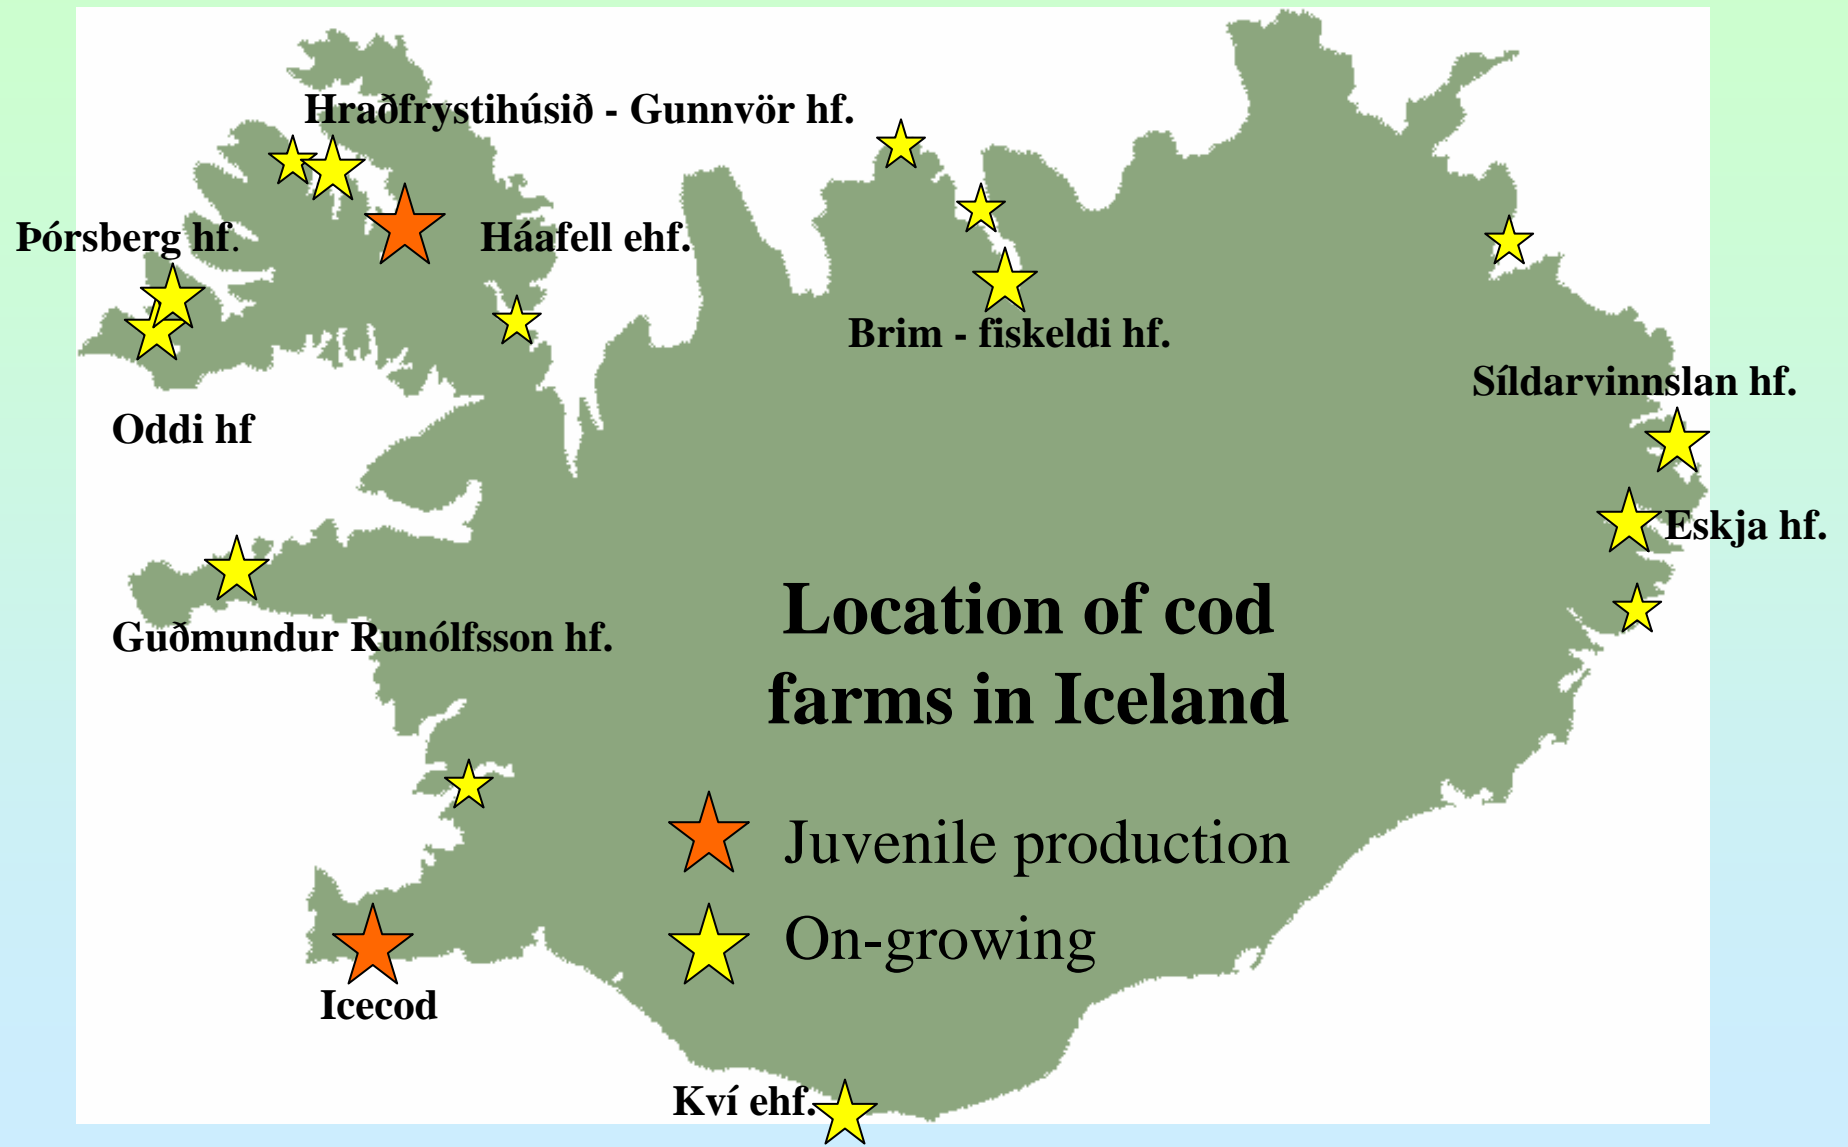 Hraðfrystihúsið - Gunnvör hf.
Þórsberg hf.
Háafell ehf.
Brim - fiskeldi hf.
Síldarvinnslan hf.
Oddi hf
Eskja hf.
Guðmundur Runólfsson hf.
Location of cod
farms in Iceland
Juvenile production
On-growing
Icecod
Kví ehf.